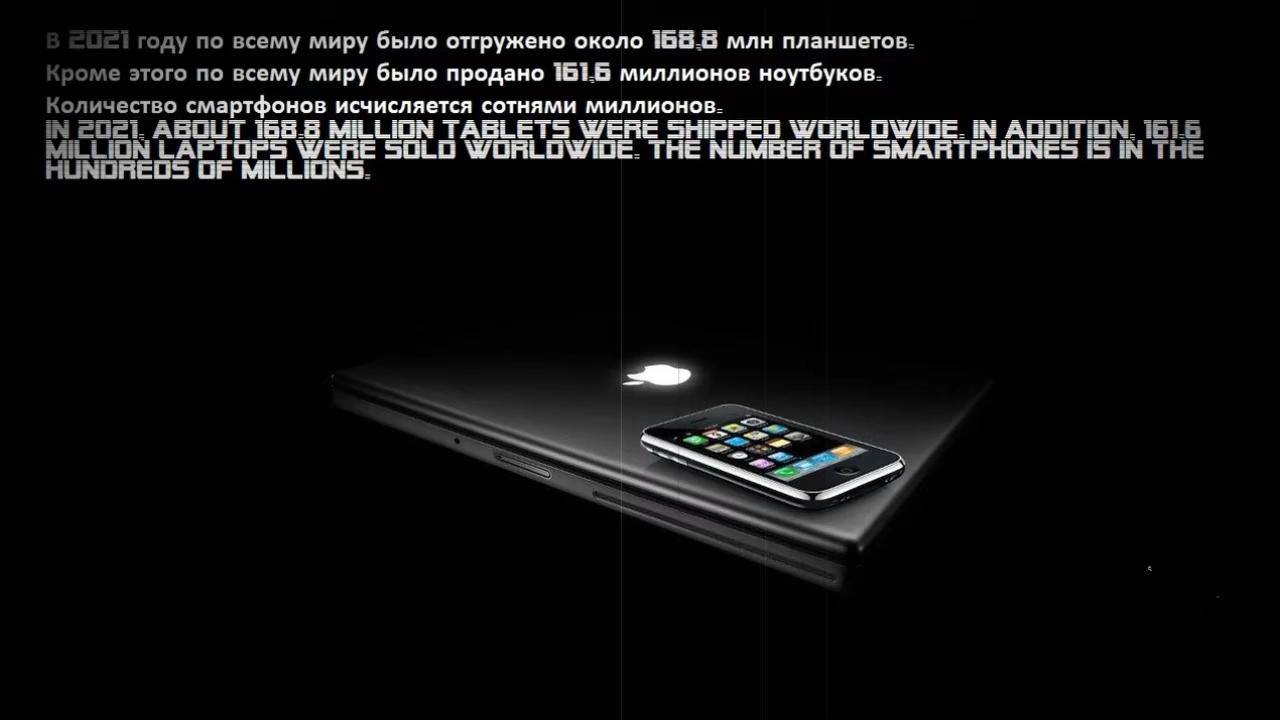 В 2021 году по всему миру было отгружено около 168.8 млн планшетов.
Кроме этого по всему миру было продано 161,6 миллионов ноутбуков.
Количество смартфонов исчисляется сотнями миллионов.
IN 2021, ABOUT 168.8 MILLION TABLETS WERE SHIPPED WORLDWIDE. IN ADDITION, 161.6
MILLION LAPTOPS WERE SOLD WORLDWIDE. THE NUMBER OF SMARTPHONES IS IN THE
HUNDREDS OF MILLIONS.